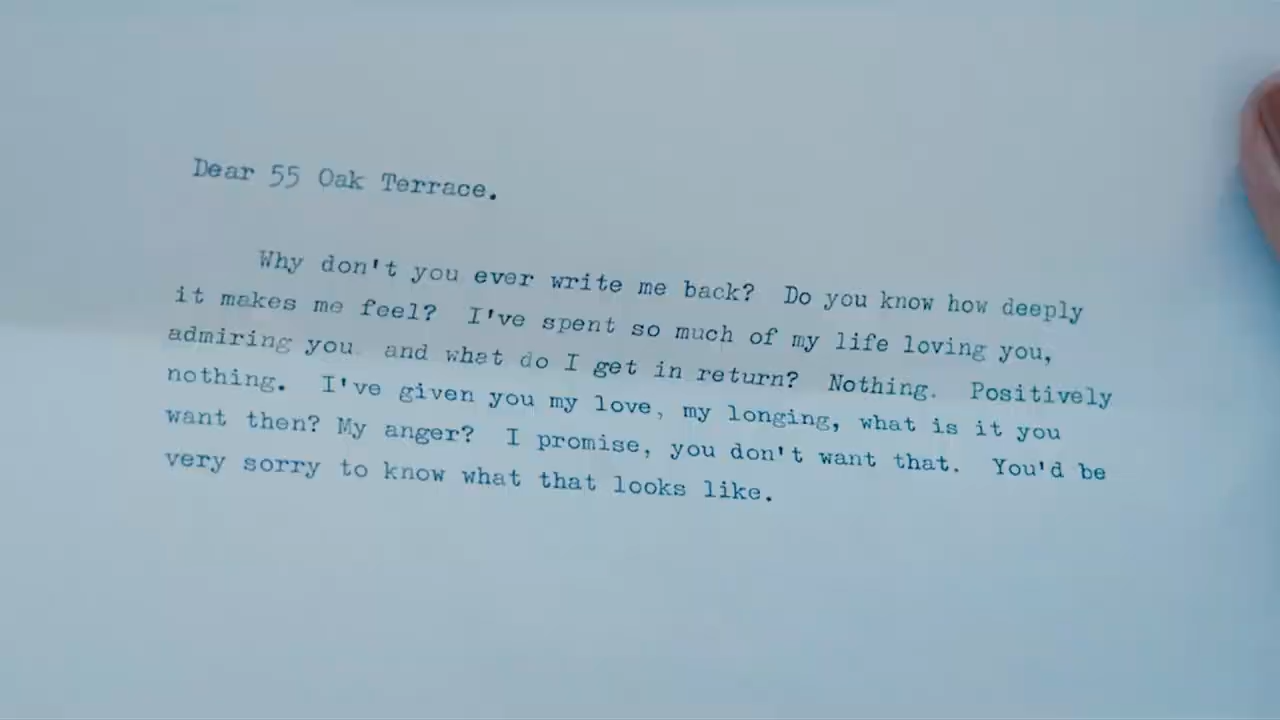 Dear 55 Oak Terrace.
Why don't you ever write me back? Do you know how deeply
it makes me feel? I've spent so much of my life loving you,
admiring you and what do I get in return? Nothing. Positively
nothing. I've given you my love, my longing, what is it you
want then? My anger? I promise, you don't want that. You'd be
very sorry to know what that looks like.